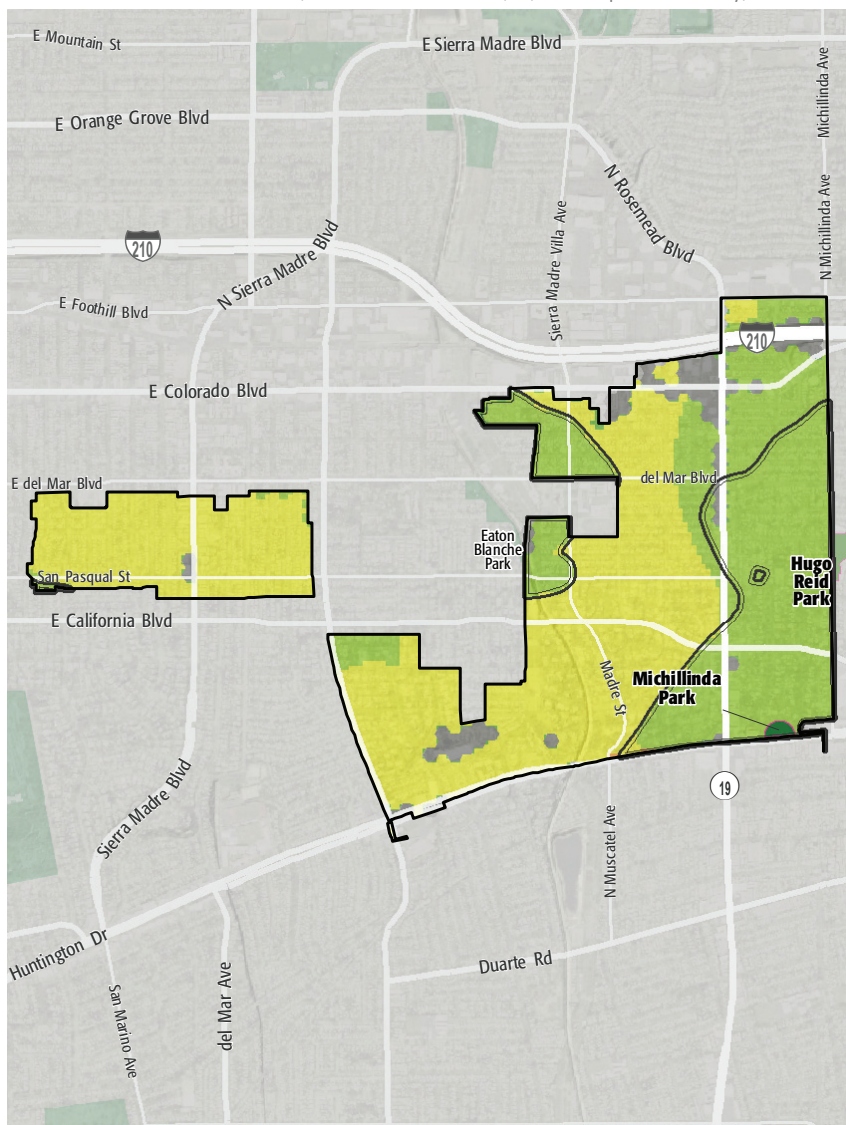 E Mountain St
E Sierra Madre Blvd
Michillinda Ave
E Orange Grove Blvd
N Rosemead Blvd
N Michillinda Ave
Sierra Madre Villa Ave
210
N Sierra Madre Blvd
E Foothill Blvd
210
E Colorado Blvd
E del Mar Blvd
del Mar Blvd
Eaton
Blanche
Park
San Pasqual St
Hugo
Reid
Park
E California Blvd
Madre St
Michillinda
Park
Sierra Madre Blvd
19
N Muscatel Ave
Huntington Dr
Duarte Rd
San Marino Ave
del Mar Ave